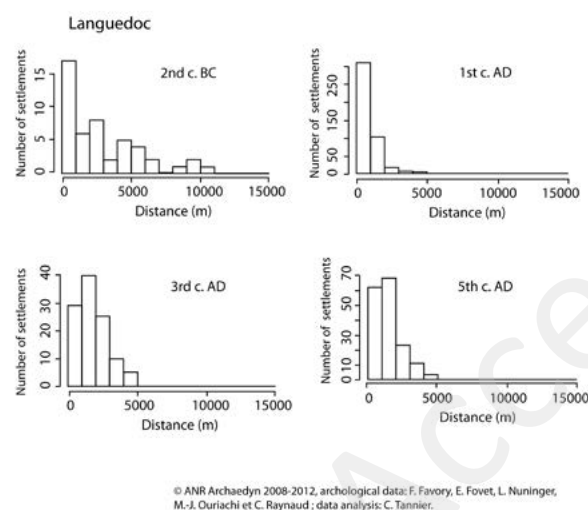 Languedoc
2nd c. BC
Number of settlements
0 5 10 15
0 5000 10000 15000
Distance (m)
1st c. AD
Number of settlements
0 50 150 250
0 5000 10000 15000
Distance (m)
3rd c. AD
Number of settlements
0 10 20 30 40
0 5000 10000 15000
Distance (m)
5th c. AD
Number of settlements
0 10 30 50 70
0 5000 10000 15000
Distance (m)
© ANR Archaedyn 2008-2012, archological data: F. Favory, E. Fovet, L. Nuninger,
M.-J. Ouriachi et C. Raynaud ; data analysis: C. Tannier.
Acce